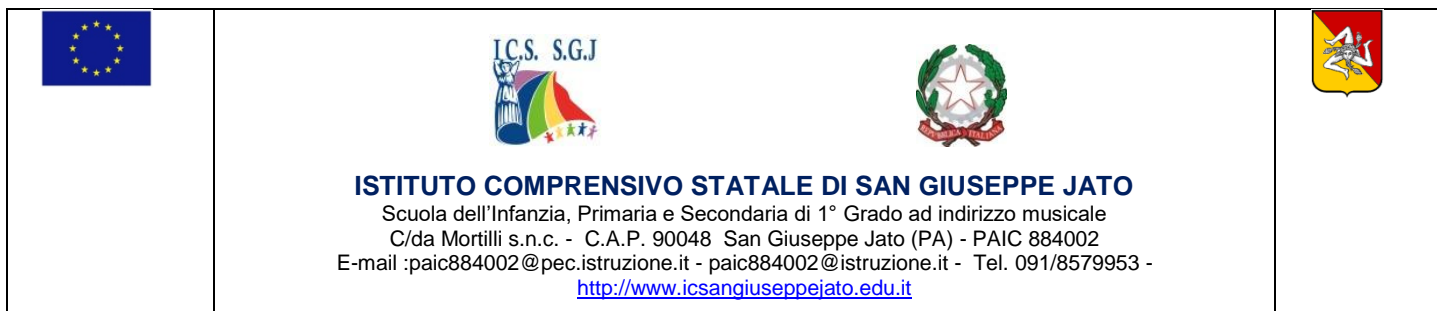 I.C.S. S.G.J
REPVBBLICA ITALIANA
ISTITUTO COMPRENSIVO STATALE DI SAN GIUSEPPE JATO
Scuola dell’Infanzia, Primaria e Secondaria di 1° Grado ad indirizzo musicale
C/da Mortilli s.n.c. - C.A.P. 90048 San Giuseppe Jato (PA) - PAIC 884002
E-mail :paic884002@pec.istruzione.it - paic884002@istruzione.it - Tel. 091/8579953 -
http://www.icsangiuseppejato.edu.it